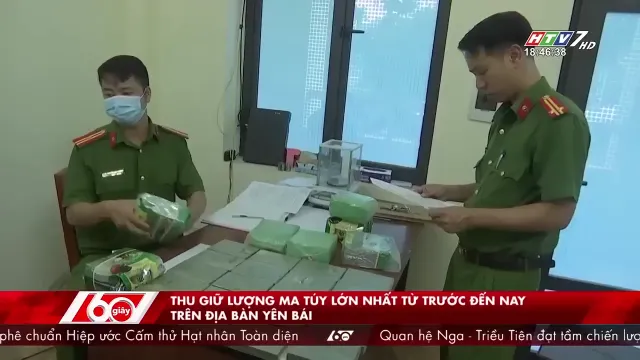 HTV7 HD
18:46:38
60 giây
THU GIỮ LƯỢNG MA TÚY LỚN NHẤT TỪ TRƯỚC ĐẾN NAY
TRÊN ĐỊA BÀN YÊN BÁI
phê chuẩn Hiệp ước Cấm thử Hạt nhân Toàn diện Quan hệ Nga - Triều Tiên đạt tầm chiến lược